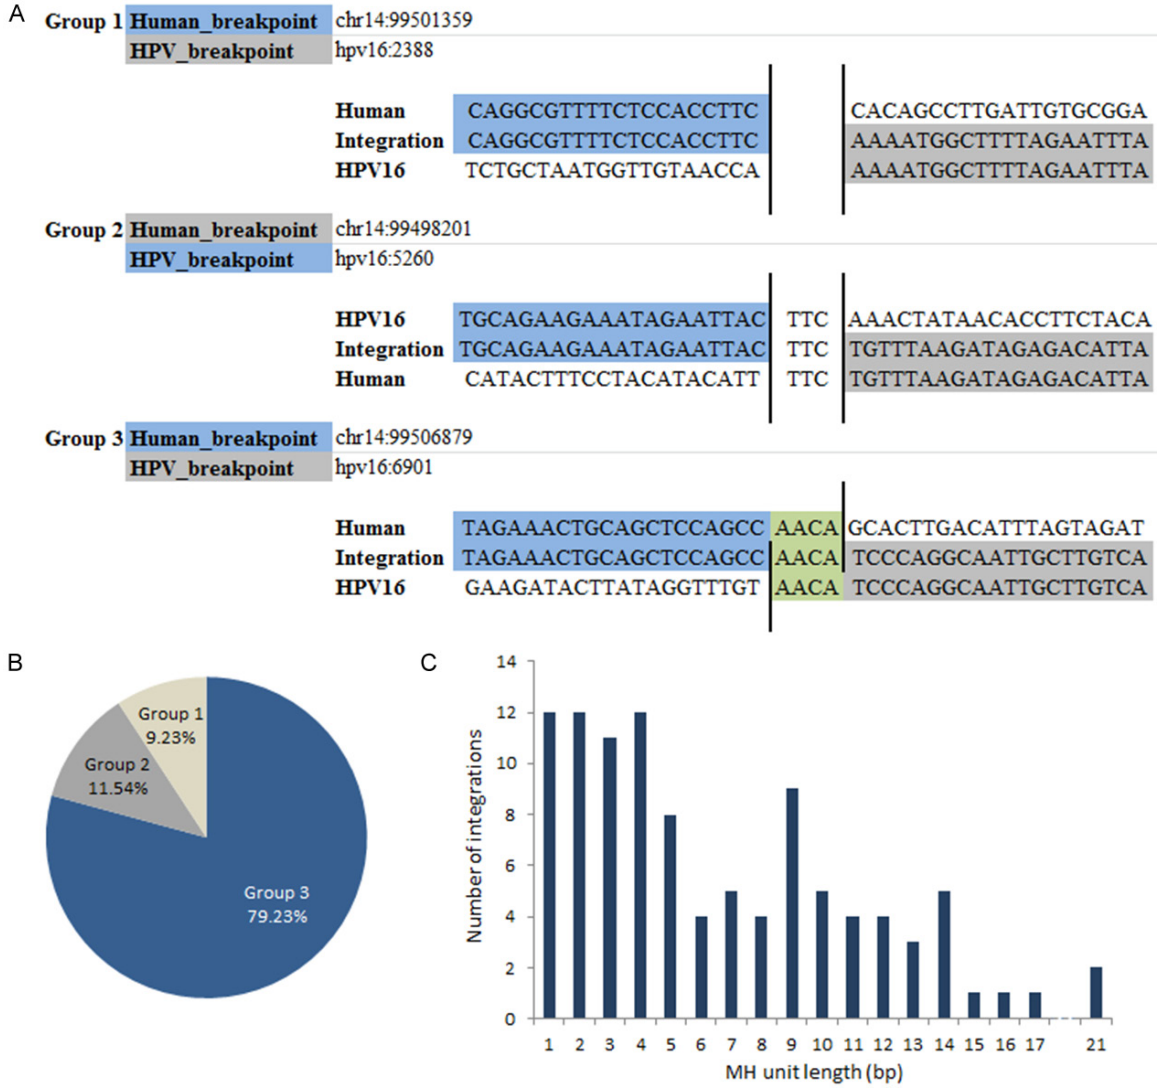 A
Group 1 Human_breakpoint chr14:99501359
HPV_breakpoint hpv16:2388
Human CAGGCGTTTTCTCCACCTTC CACAGCCTTGATTGTGCGGA
Integration CAGGCGTTTTCTCCACCTTC AAAATGGCTTTTAGAATTTA
HPV16 TCTGCTAATGGTTGTAACCA AAAATGGCTTTTAGAATTTA
Group 2 Human_breakpoint chr14:99498201
HPV_breakpoint hpv16:5260
HPV16 TGCAGAAGAAATAGAATTAC TTC AAACTATAACACCTTCTACA
Integration TGCAGAAGAAATAGAATTAC TTC TGTTTAAGATAGAGACATTA
Human CATACTTTCCTACATACATT TTC TGTTTAAGATAGAGACATTA
Group 3 Human_breakpoint chr14:99506879
HPV_breakpoint hpv16:6901
Human TAGAAACTGCAGCTCCAGCC AACA GCACTTGACATTTAGTAGAT
Integration TAGAAACTGCAGCTCCAGCC AACA TCCCAGGCAATTGCTTGTCA
HPV16 GAAGATACTTATAGGTTTGT AACA TCCCAGGCAATTGCTTGTCA
B
Group 1
9.23%
Group 2
11.54%
Group 3
79.23%
C
Number of integrations
14
12
10
8
6
4
2
0
1 2 3 4 5 6 7 8 9 10 11 12 13 14 15 16 17 21
MH unit length (bp)